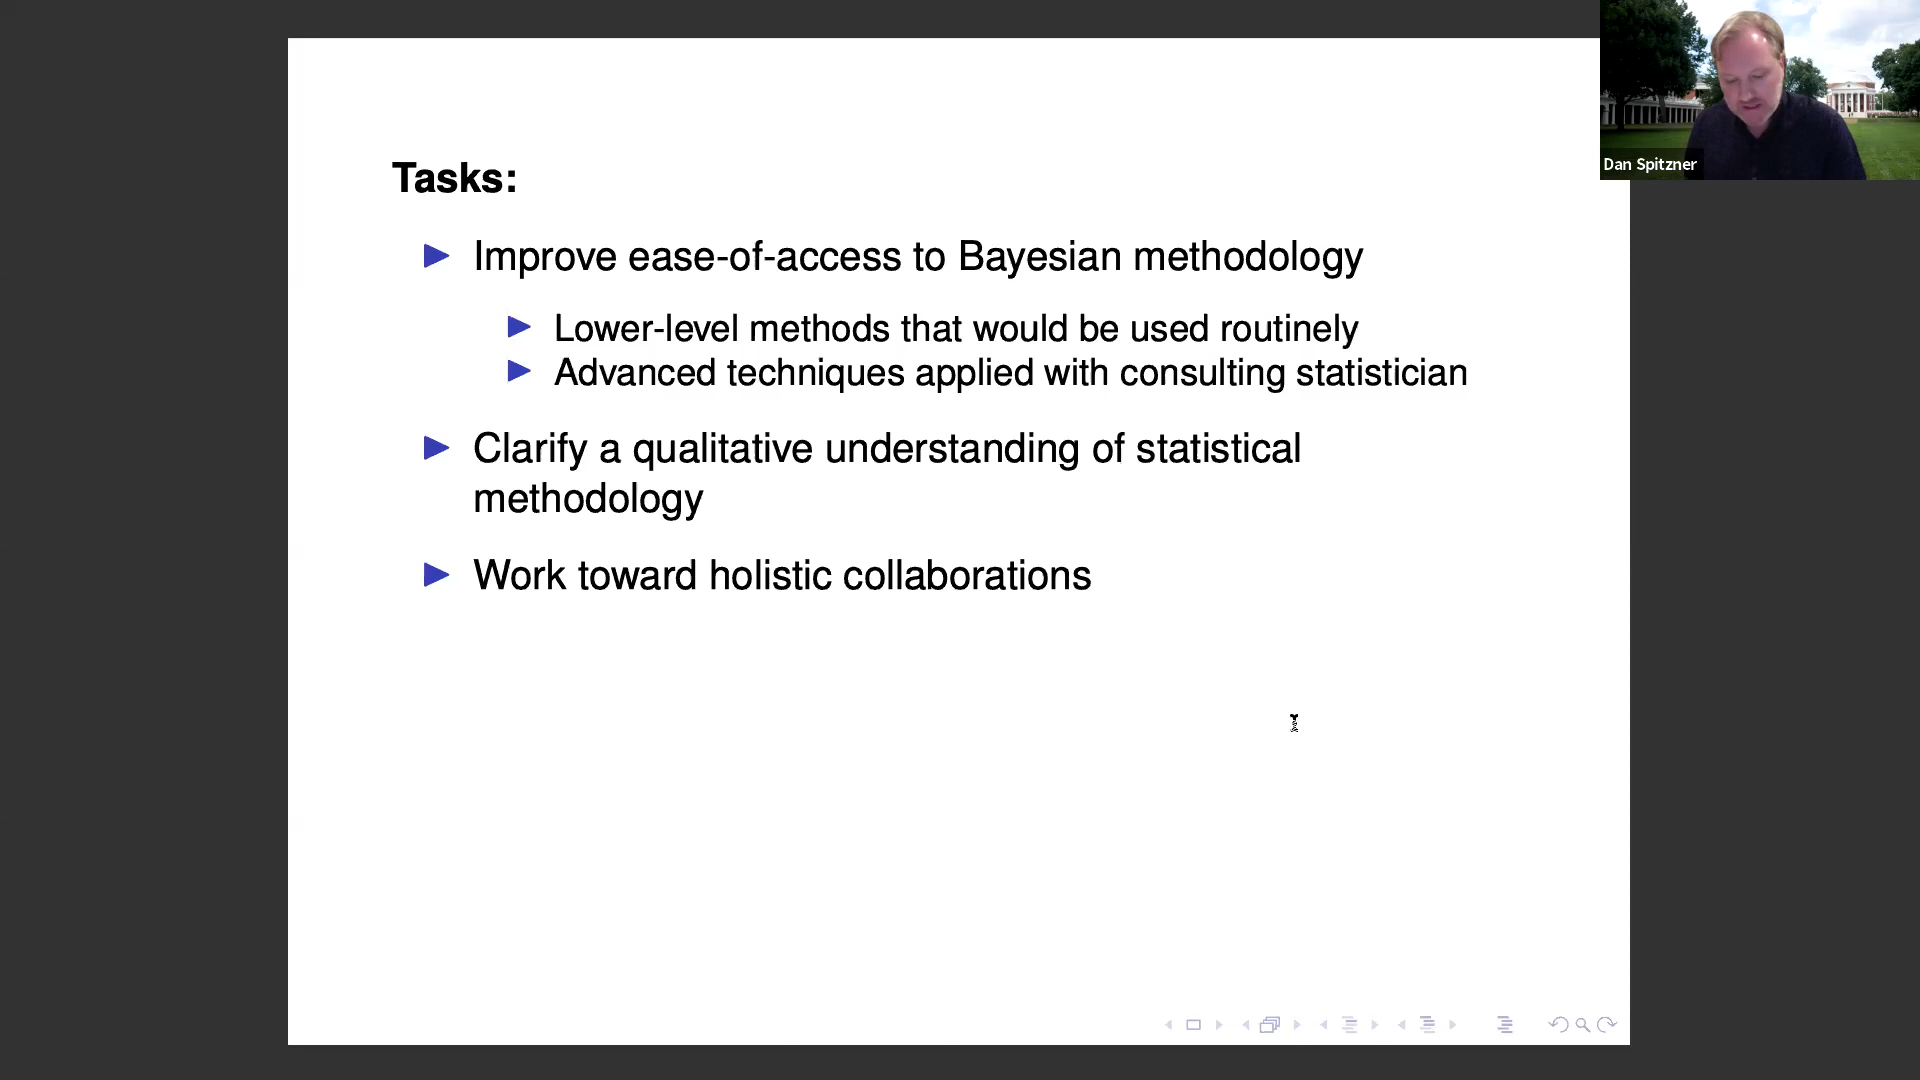 Dan Spitzner
Tasks:
Improve ease-of-access to Bayesian methodology
Lower-level methods that would be used routinely
Advanced techniques applied with consulting statistician
Clarify a qualitative understanding of statistical
methodology
Work toward holistic collaborations